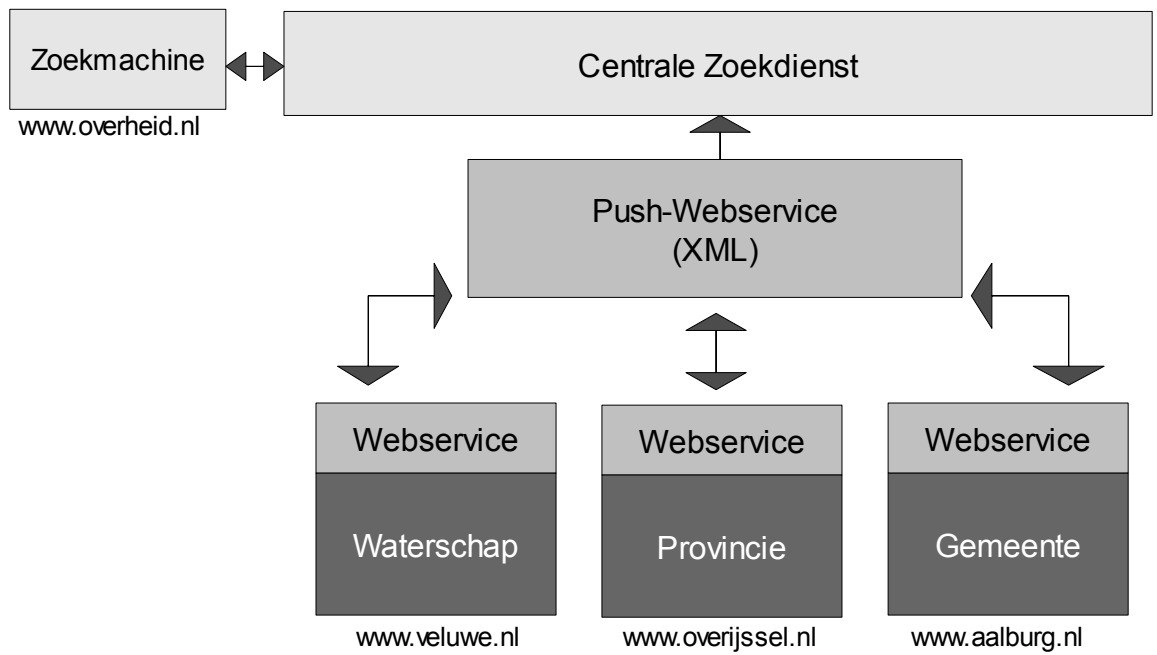 Zoekmachine
Centrale Zoekdienst
www.overheid.nl
Push-Webservice
(XML)
Webservice
Webservice
Webservice
Waterschap
Provincie
Gemeente
www.veluwe.nl
www.overijssel.nl
www.aalburg.nl